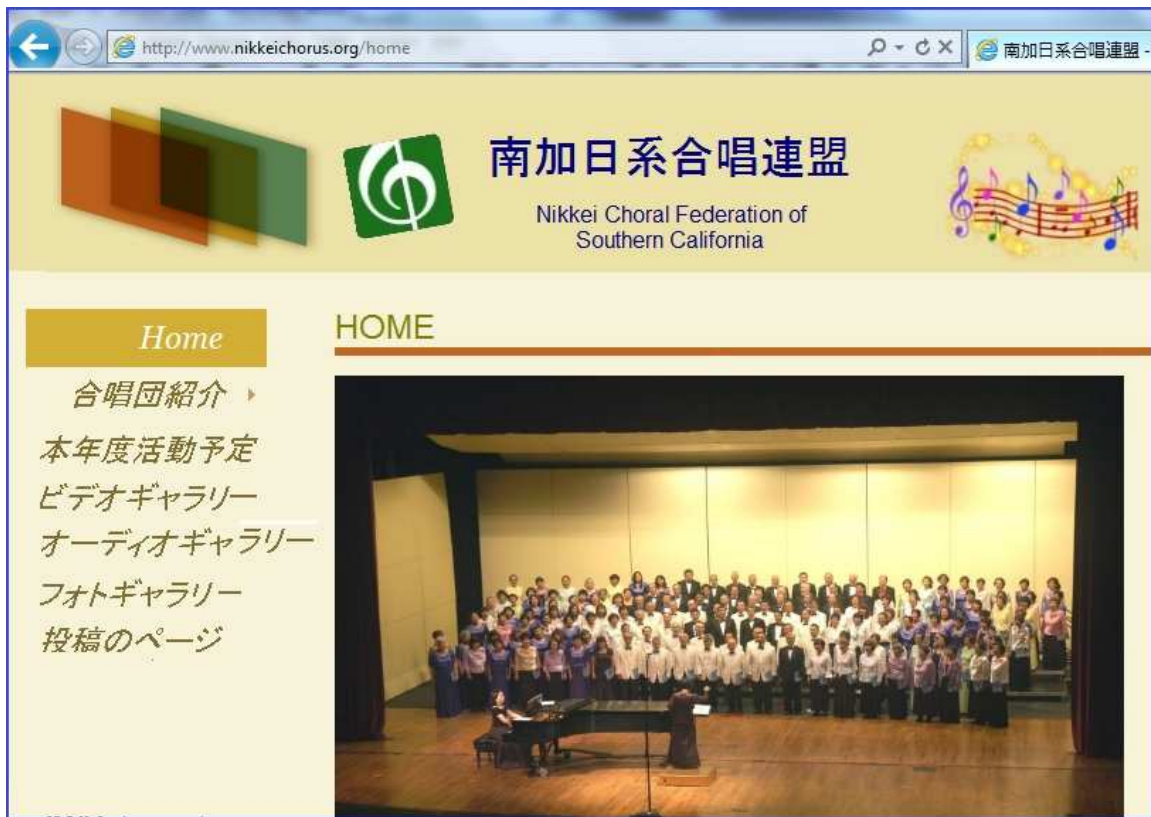 http://www.nikkeichorus.org/home
南加日系合唱連盟 -
南加日系合唱連盟
Nikkei Choral Federation of
Southern California
Home
HOME
合唱団紹介
本年度活動予定
ビデオギャラリー
オーディオギャラリー
フォトギャラリー
投稿のページ